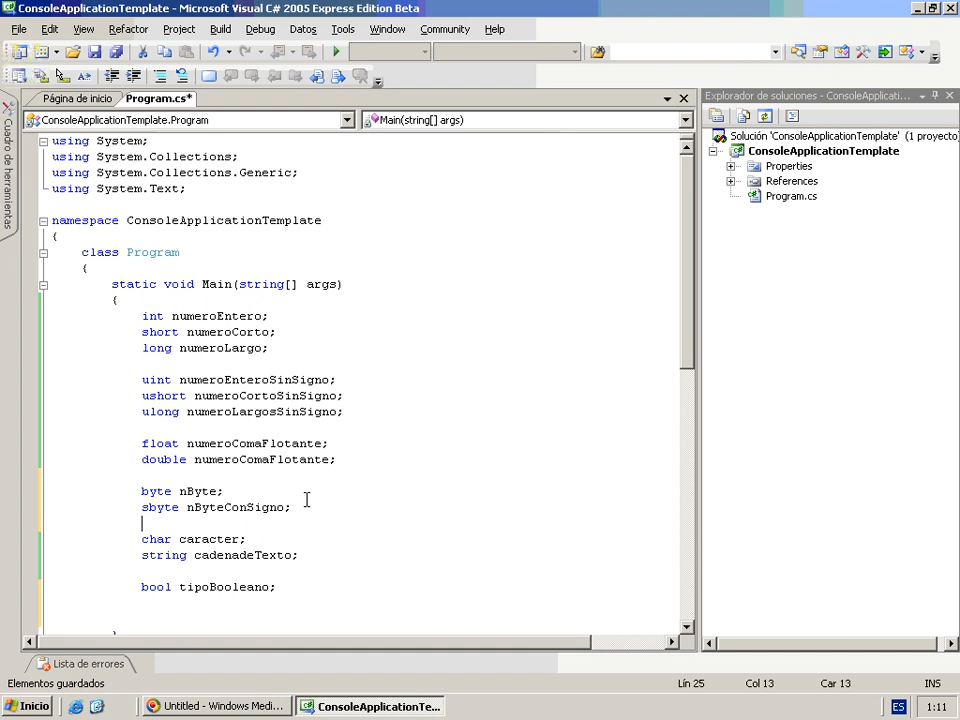 ConsoleApplicationTemplate - Microsoft Visual C# 2005 Express Edition Beta
File Edit View Refactor Project Build Debug Datos Tools Window Community Help
Página de inicio Program.cs*
ConsoleApplicationTemplate.Program Main(string[] args)
Cuadro de herramientas
using System;
using System.Collections;
using System.Collections.Generic;
using System.Text;
namespace ConsoleApplicationTemplate
{
class Program
{
static void Main(string[] args)
{
int numeroEntero;
short numeroCorto;
long numeroLargo;
uint numeroEnteroSinSigno;
ushort numeroCortoSinSigno;
ulong numeroLargosSinSigno;
float numeroComaFlotante;
double numeroComaFlotante;
byte nByte;
sbyte nByteConSigno;
char caracter;
string cadenadeTexto;
bool tipoBooleano;
}
Explorador de soluciones - ConsoleApplicati...
Solución 'ConsoleApplicationTemplate' (1 proyecto)
ConsoleApplicationTemplate
Properties
References
Program.cs
Lista de errores
Elementos guardados Lín 25 Col 13 Car 13 INS
Inicio Untitled - Windows Medi... ConsoleApplicationTe... ES 1:11